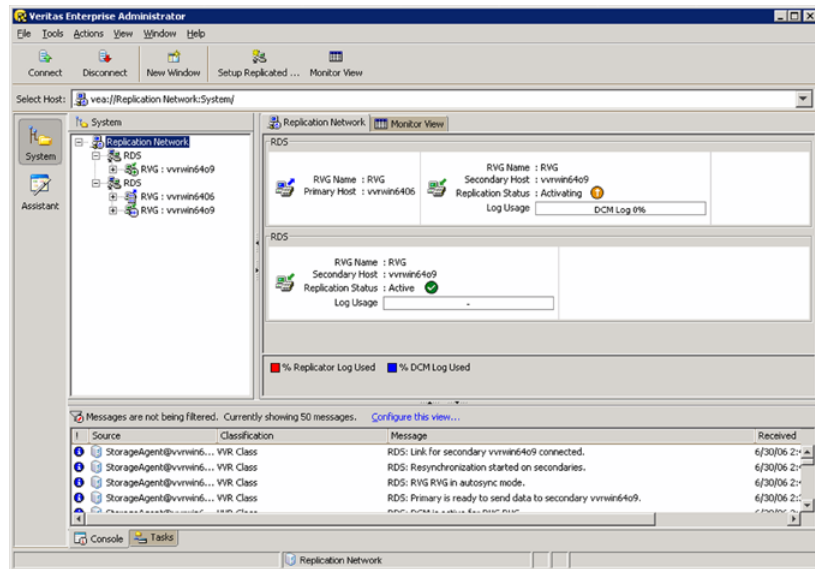 Veritas Enterprise Administrator
File Tools Actions View Window Help
Connect Disconnect New Window Setup Replicated ... Monitor View
Select Host: vea://Replication Network:System/
System
Assistant
System
Replication Network
RDS
RVG : vvrwin64o9
RDS
RVG : vvrwin6406
RVG : vvrwin64o9
Replication Network Monitor View
RDS
RVG Name : RVG
Primary Host : vvrwin6406
RVG Name : RVG
Secondary Host : vvrwin64o9
Replication Status : Activating
Log Usage DCM Log 0%
RDS
RVG Name : RVG
Secondary Host : vvrwin64o9
Replication Status : Active
Log Usage -
% Replicator Log Used % DCM Log Used
Messages are not being filtered. Currently showing 50 messages. Configure this view...
! Source Classification Message Received
StorageAgent@vvrwin6... VVR Class RDS: Link for secondary vvrwin64o9 connected. 6/30/06
StorageAgent@vvrwin6... VVR Class RDS: Resynchronization started on secondaries. 6/30/06
StorageAgent@vvrwin6... VVR Class RDS: RVG RVG in autosync mode. 6/30/06
StorageAgent@vvrwin6... VVR Class RDS: Primary is ready to send data to secondary vvrwin64o9. 6/30/06
Console Tasks
Replication Network